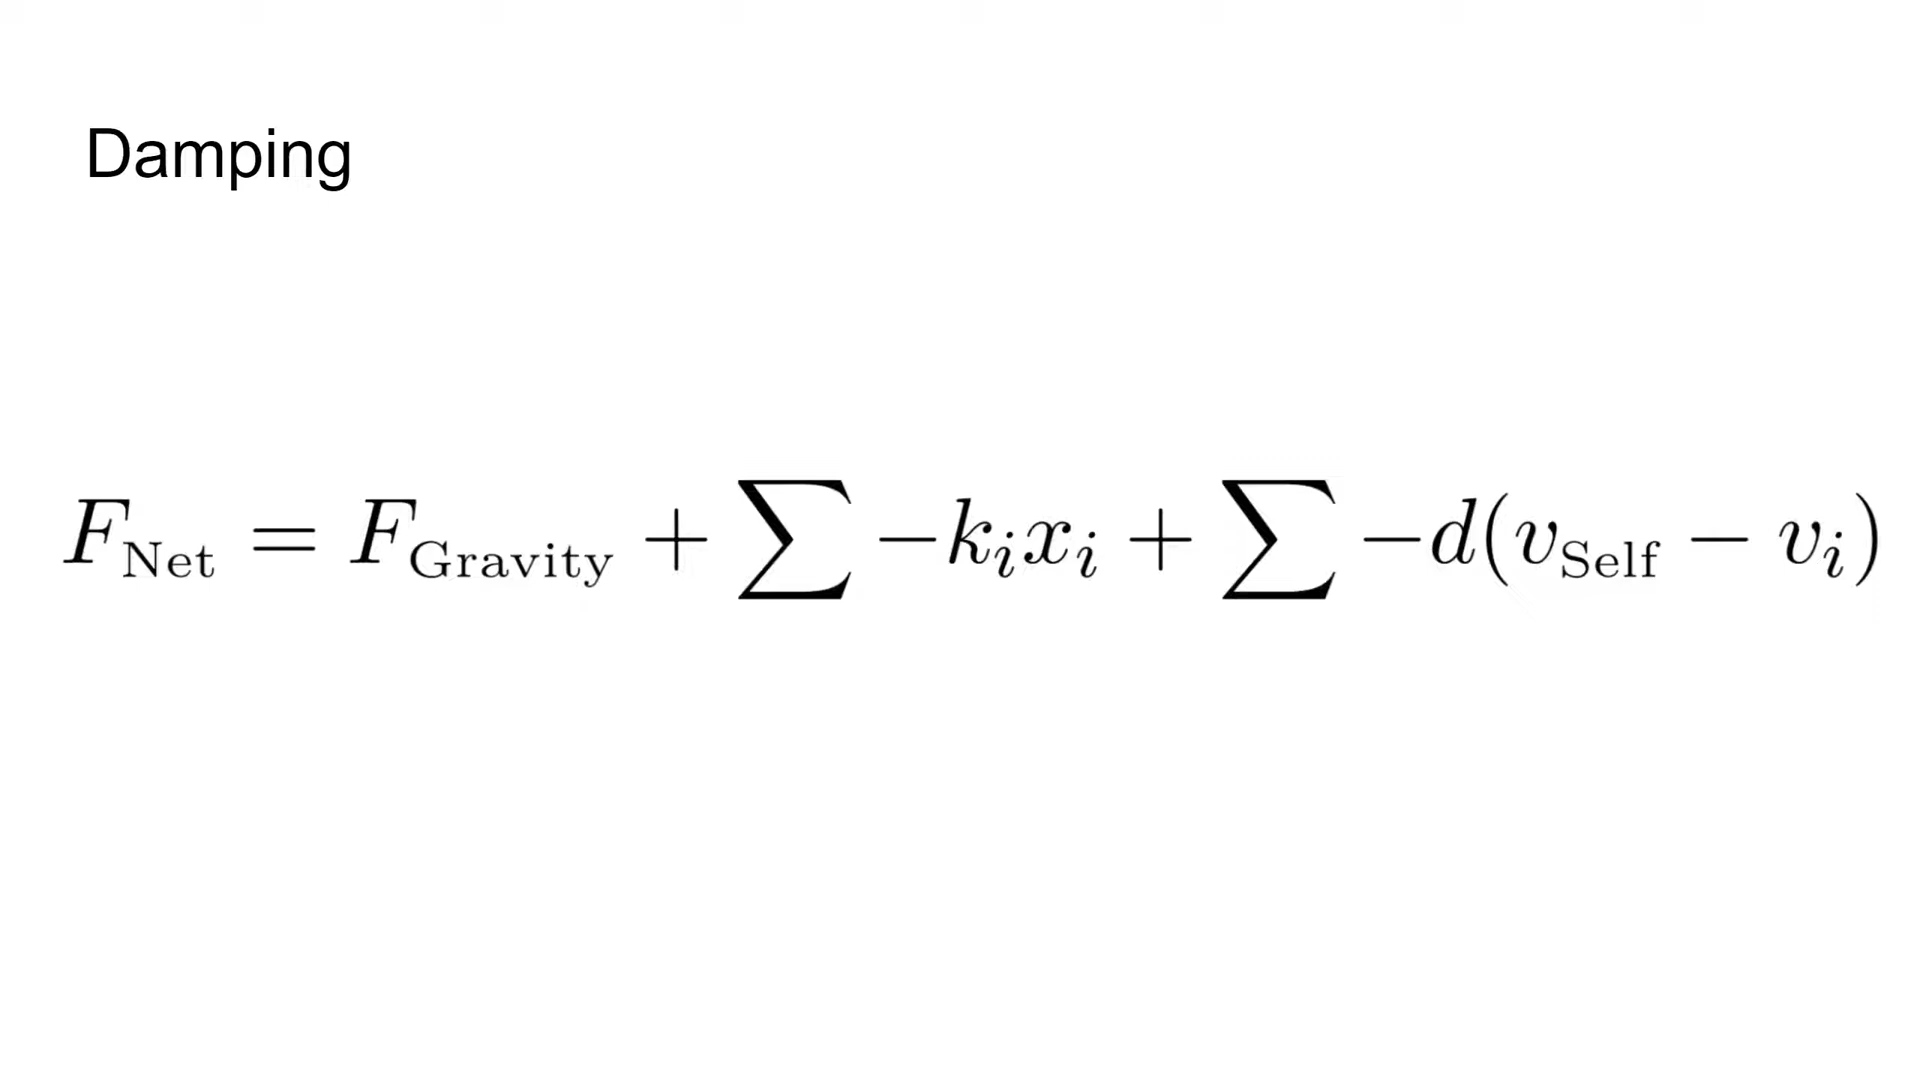 Damping
F_Net = F_Gravity + ∑ −k_i x_i + ∑ −d(v_Self − v_i)